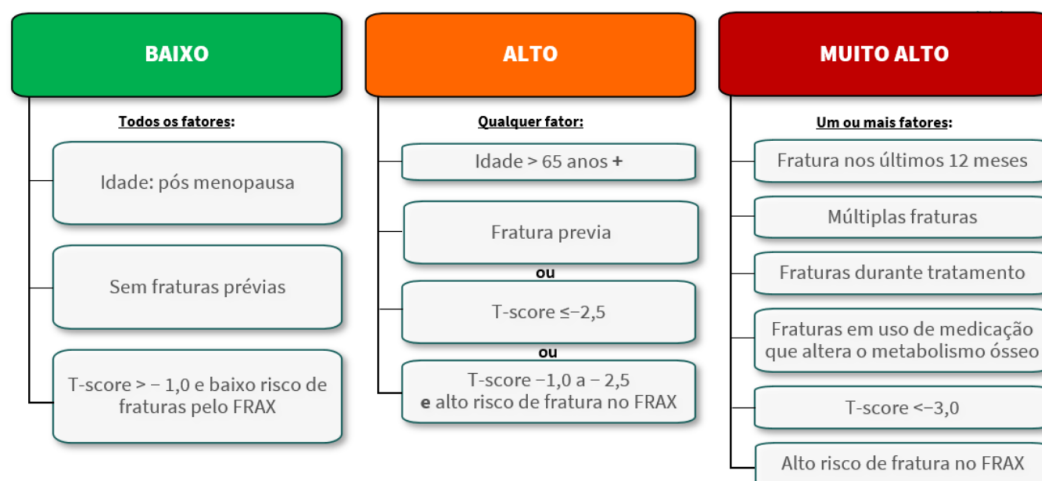 BAIXO
Todos os fatores:
Idade: pós menopausa
Sem fraturas prévias
T-score > − 1,0 e baixo risco de
fraturas pelo FRAX
ALTO
Qualquer fator:
Idade > 65 anos +
Fratura previa
ou
T-score ≤−2,5
ou
T-score −1,0 a − 2,5
e alto risco de fratura no FRAX
MUITO ALTO
Um ou mais fatores:
Fratura nos últimos 12 meses
Múltiplas fraturas
Fraturas durante tratamento
Fraturas em uso de medicação
que altera o metabolismo ósseo
T-score <−3,0
Alto risco de fratura no FRAX